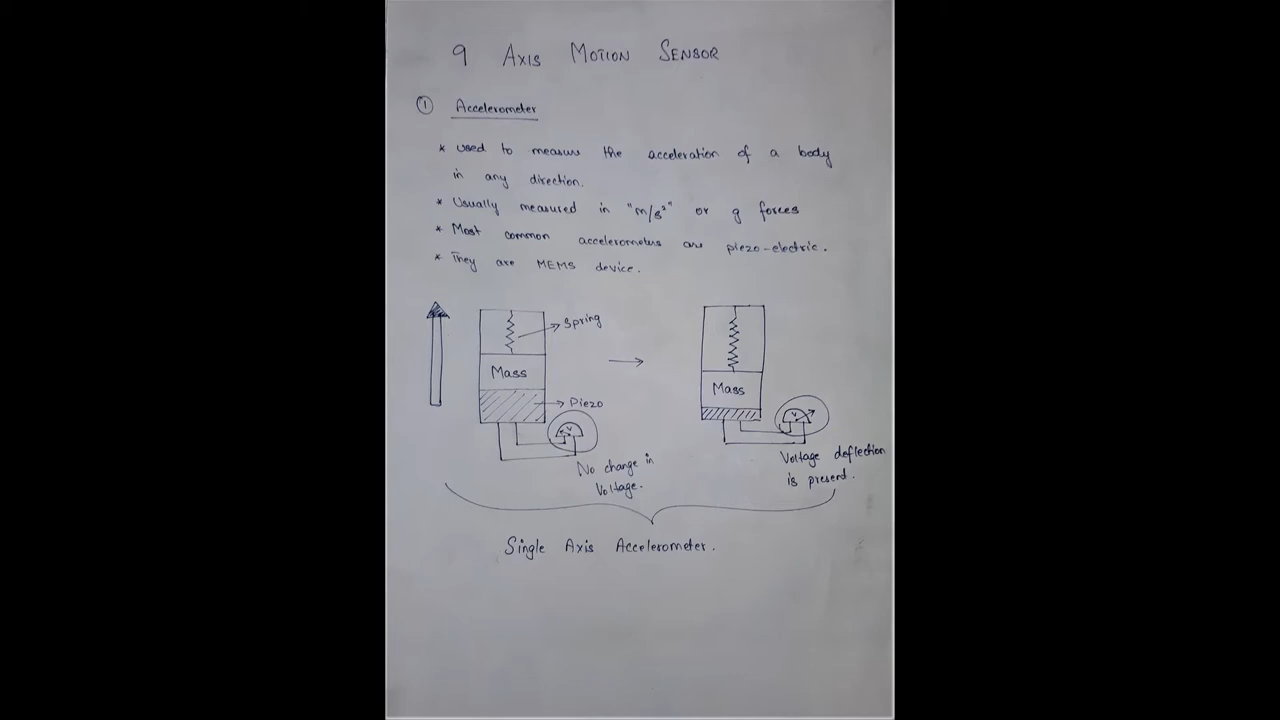 9 AXIS MOTION SENSOR
① Accelerometer
* used to measure the acceleration of a body
in any direction.
* Usually measured in "m/s²" or g forces
* Most common accelerometers are piezo-electric.
* They are MEMS device.
Spring
Mass
Piezo
V
No change in
Voltage.
Mass
V
Voltage deflection
is present.
Single Axis Accelerometer.